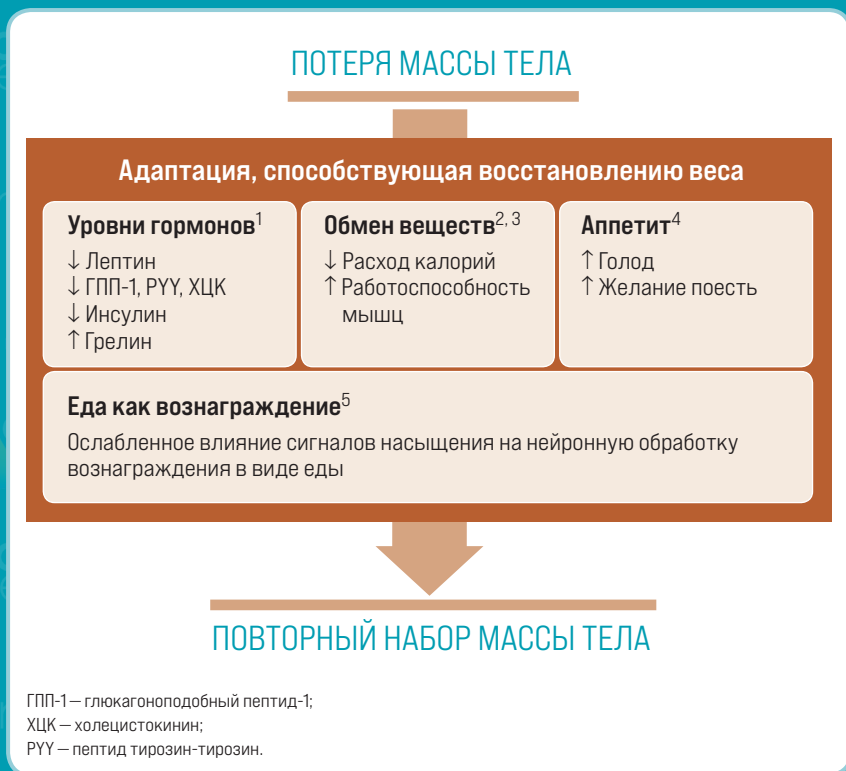 ПОТЕРЯ МАССЫ ТЕЛА
Адаптация, способствующая восстановлению веса
Уровни гормонов1
↓ Лептин
↓ ГПП-1, PYY, ХЦК
↓ Инсулин
↑ Грелин
Обмен веществ2, 3
↓ Расход калорий
↑ Работоспособность
мышц
Аппетит4
↑ Голод
↑ Желание поесть
Еда как вознаграждение5
Ослабленное влияние сигналов насыщения на нейронную обработку
вознаграждения в виде еды
ПОВТОРНЫЙ НАБОР МАССЫ ТЕЛА
ГПП-1 — глюкагоноподобный пептид-1;
ХЦК — холецистокинин;
PYY — пептид тирозин-тирозин.